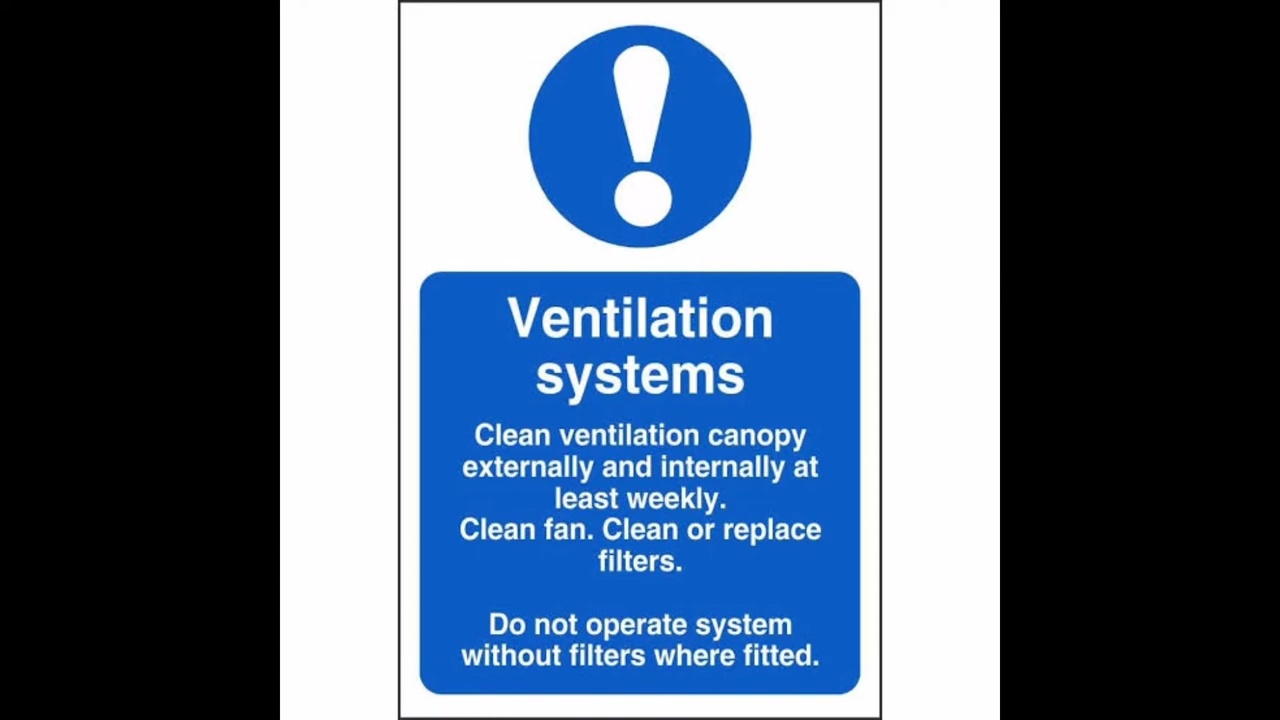 Ventilation
systems
Clean ventilation canopy
externally and internally at
least weekly.
Clean fan. Clean or replace
filters.
Do not operate system
without filters where fitted.